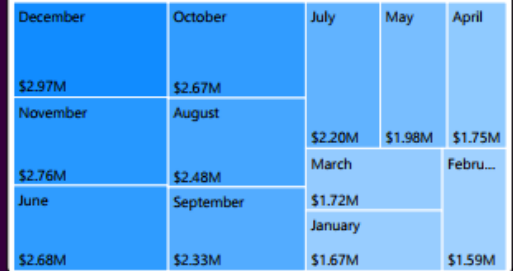 December
$2.97M
October
$2.67M
July
$2.20M
May
$1.98M
April
$1.75M
November
$2.76M
August
$2.48M
March
$1.72M
Febru...
$1.59M
June
$2.68M
September
$2.33M
January
$1.67M